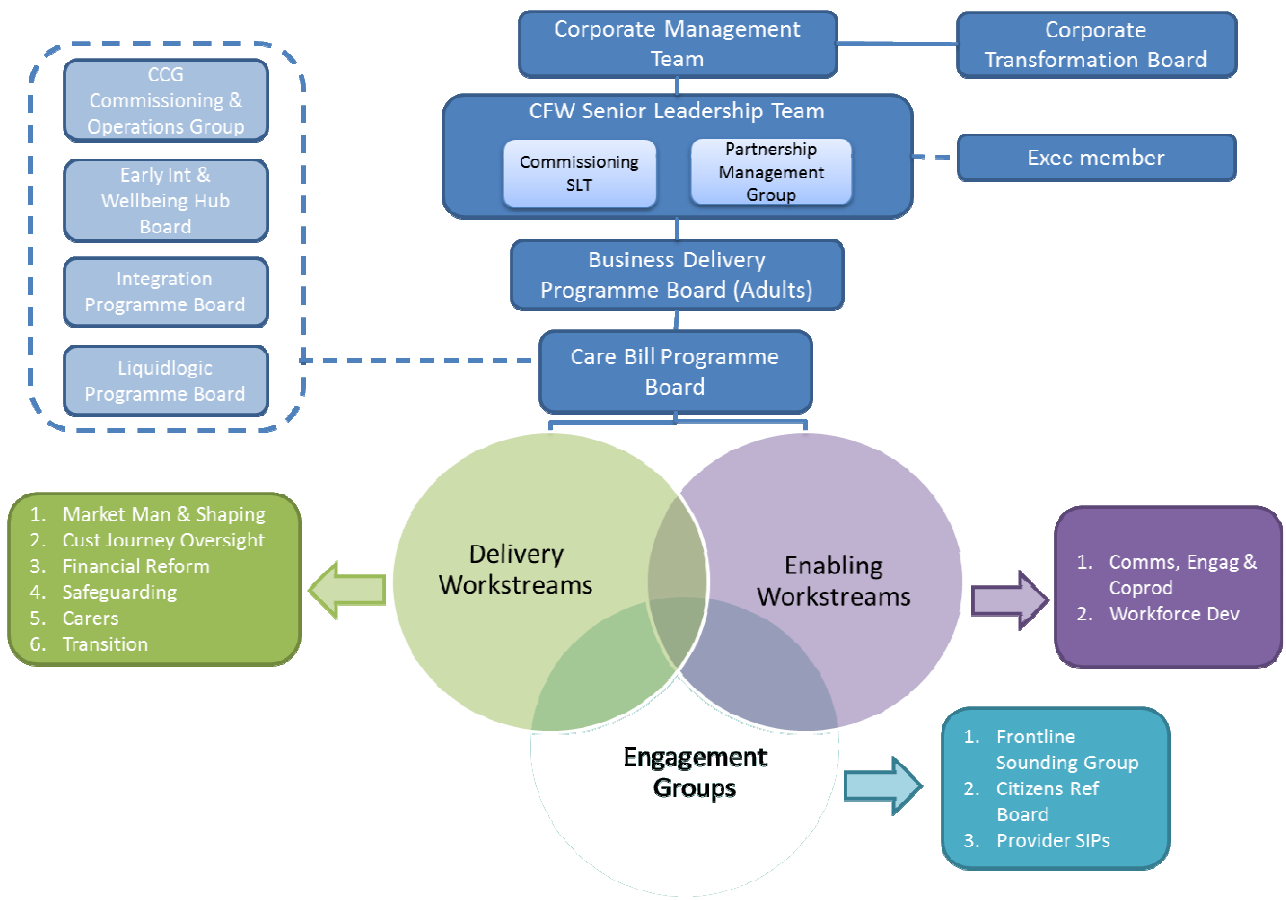 Corporate Management
Team
Corporate
Transformation Board
CCG
Commissioning &
Operations Group
Early Int &
Wellbeing Hub
Board
Integration
Programme Board
Liquidlogic
Programme Board
CFW Senior Leadership Team
Commissioning
SLT
Partnership
Management
Group
Exec member
Business Delivery
Programme Board (Adults)
Care Bill Programme
Board
Delivery
Workstreams
Enabling
Workstreams
Engagement
Groups
1. Market Man & Shaping
2. Cust Journey Oversight
3. Financial Reform
4. Safeguarding
5. Carers
6. Transition
1. Comms, Engag &
Coprod
2. Workforce Dev
1. Frontline
Sounding Group
2. Citizens Ref
Board
3. Provider SIPs